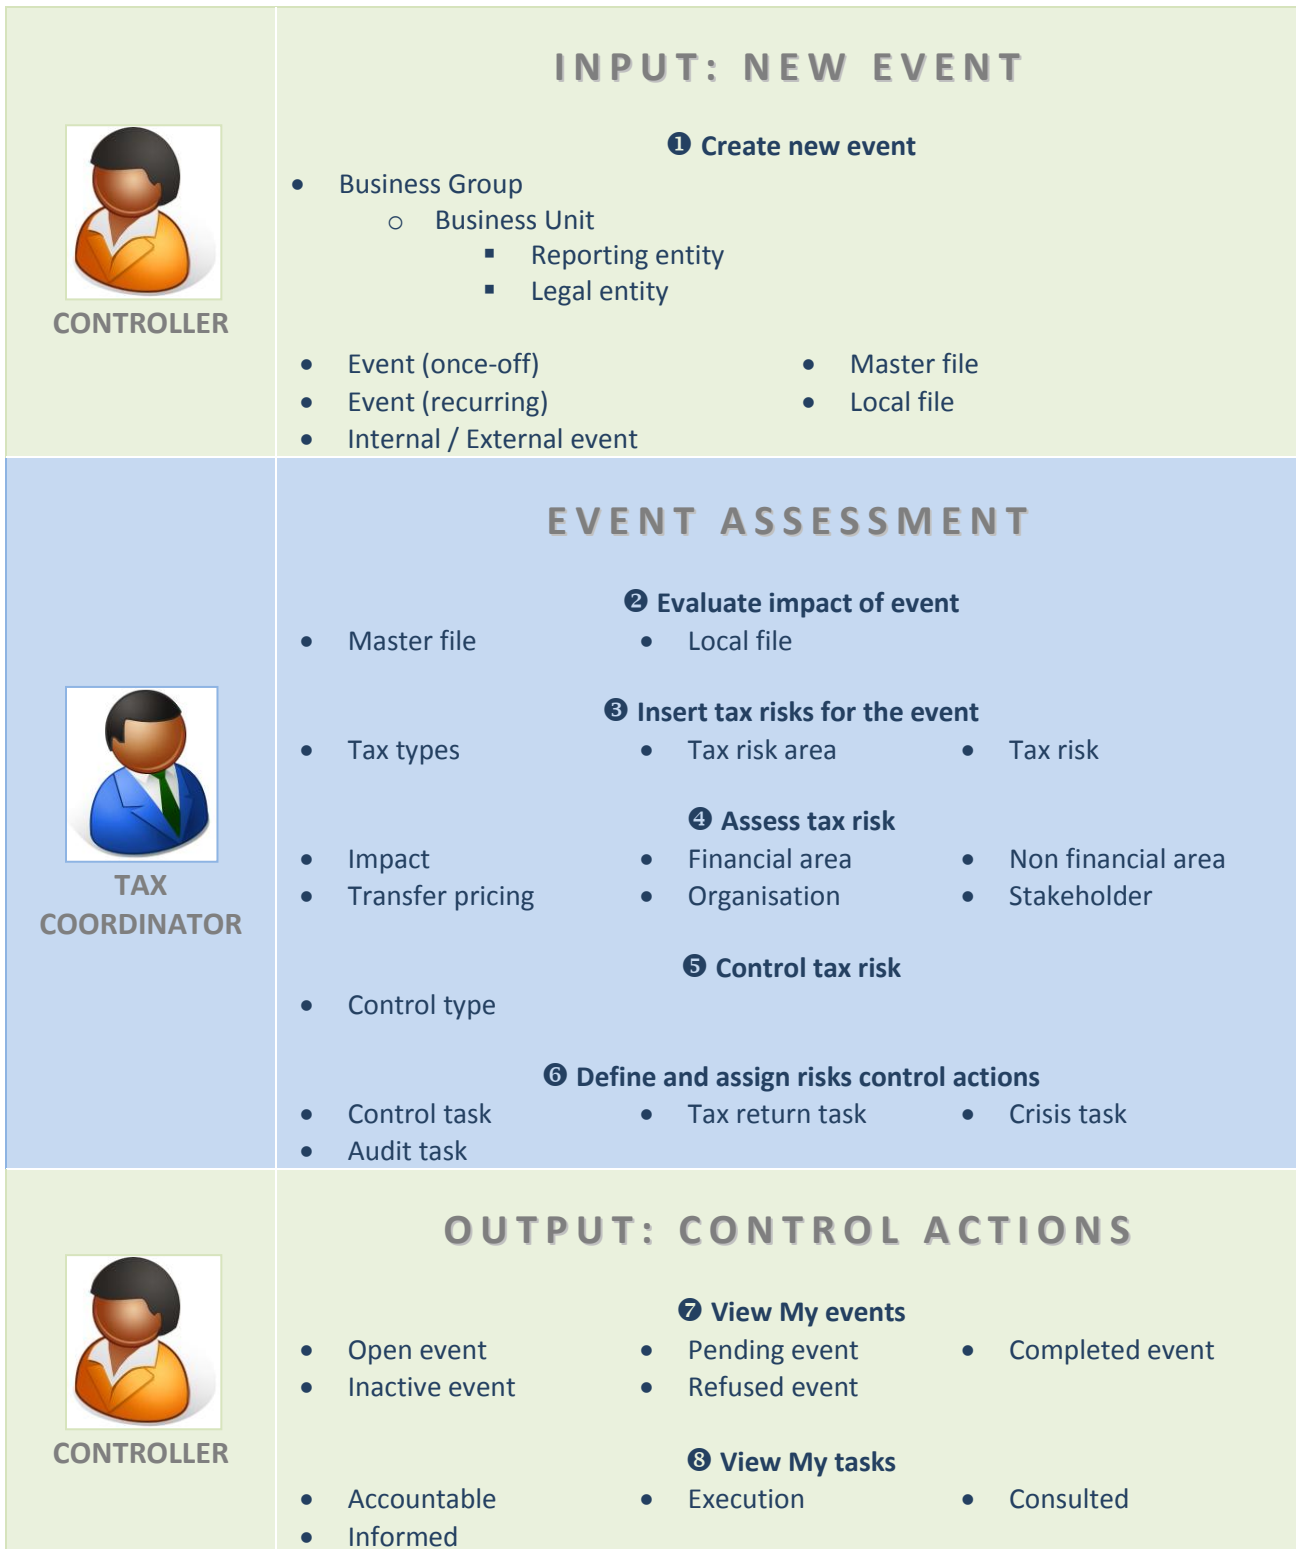 INPUT: NEW EVENT
❶ Create new event
• Business Group
o Business Unit
▪ Reporting entity
▪ Legal entity
CONTROLLER
• Event (once-off) • Master file
• Event (recurring) • Local file
• Internal / External event
EVENT ASSESSMENT
❷ Evaluate impact of event
• Master file • Local file
❸ Insert tax risks for the event
• Tax types • Tax risk area • Tax risk
❹ Assess tax risk
• Impact • Financial area • Non financial area
• Transfer pricing • Organisation • Stakeholder
TAX
COORDINATOR
❺ Control tax risk
• Control type
❻ Define and assign risks control actions
• Control task • Tax return task • Crisis task
• Audit task
OUTPUT: CONTROL ACTIONS
❼ View My events
• Open event • Pending event • Completed event
• Inactive event • Refused event
CONTROLLER
❽ View My tasks
• Accountable • Execution • Consulted
• Informed